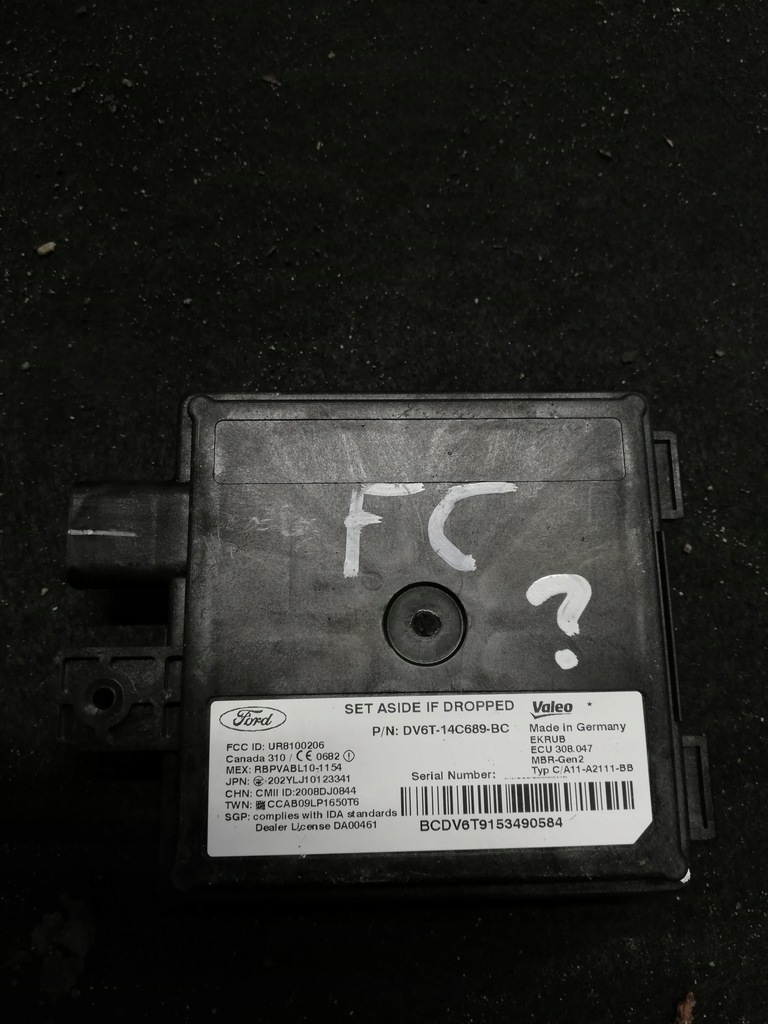 FC
?
Ford
SET ASIDE IF DROPPED
Valeo *
P/N: DV6T-14C689-BC
Made in Germany
EKRUB
ECU 308.047
MBR-Gen2
Typ C/A11-A2111-BB
FCC ID: UR8100206
Canada 310 / CE 0682
MEX: RBPVABL10-1154
JPN: 202YLJ10123341
CHN: CMII ID:2008DJ0844
TWN: CCAB09LP1650T6
SGP: complies with IDA standards
Dealer License DA00461
Serial Number:
BCDV6T9153490584